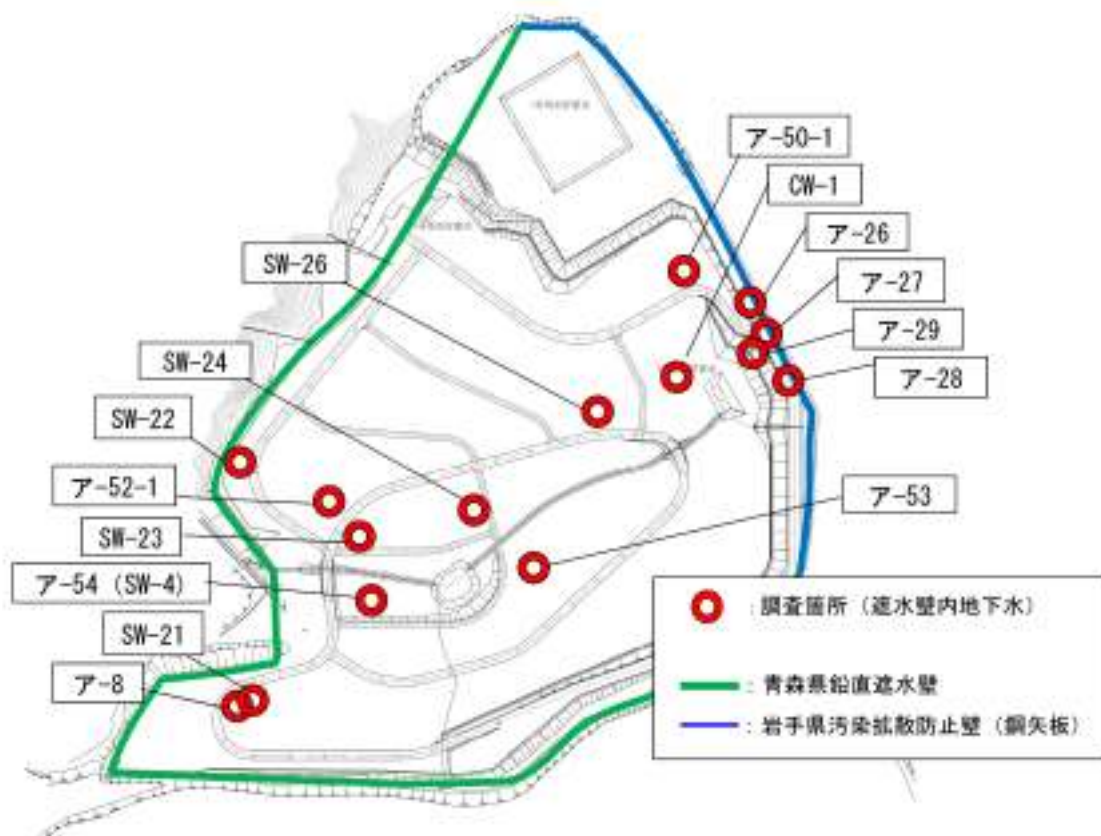 ア-50-1
CW-1
ア-26
SW-26
ア-27
ア-29
SW-24
ア-28
SW-22
ア-52-1
ア-53
SW-23
ア-54 (SW-4)
SW-21
ア-8
:調査箇所（遮水壁内地下水）
:青森県鉛直遮水壁
:岩手県汚染拡散防止壁（鋼矢板）